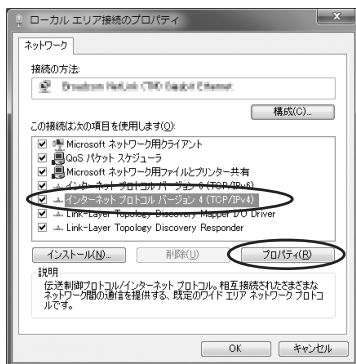 ローカル エリア接続のプロパティ
ネットワーク
接続の方法:
構成(C)...
この接続は次の項目を使用します(O):
Microsoft ネットワーク用クライアント
QoS パケット スケジューラ
Microsoft ネットワーク用ファイルとプリンター共有
インターネット プロトコル バージョン 6 (TCP/IPv6)
インターネット プロトコル バージョン 4 (TCP/IPv4)
Link-Layer Topology Discovery Mapper I/O Driver
Link-Layer Topology Discovery Responder
インストール(N)... 削除(U) プロパティ(R)
説明
伝送制御プロトコル/インターネット プロトコル。相互接続されたさまざまな
ネットワーク間の通信を提供する、既定のワイド エリア ネットワーク プロトコ
ルです。
OK キャンセル